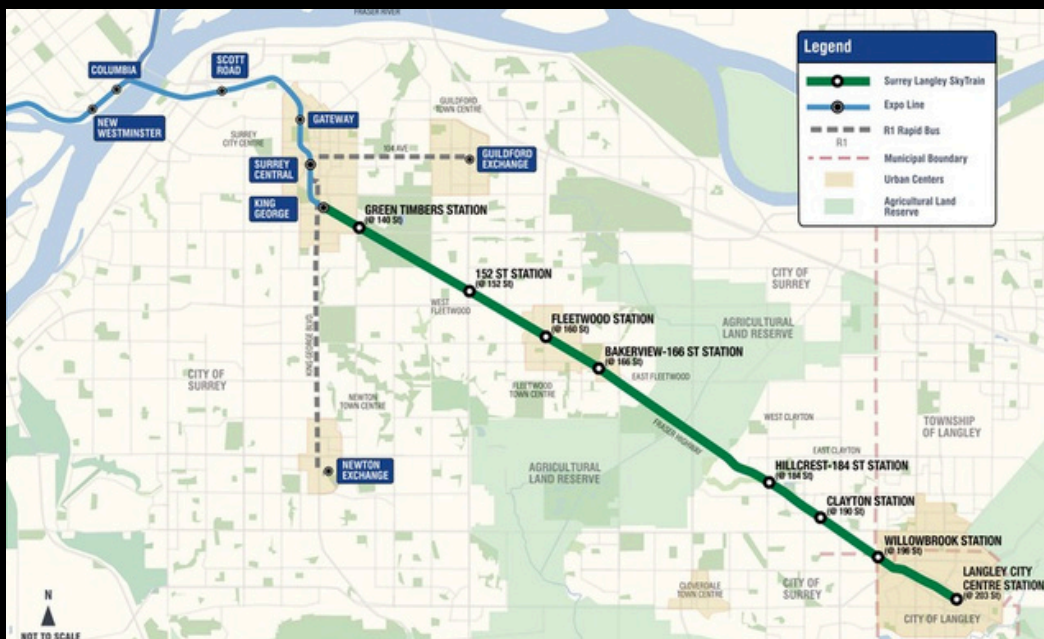 FRASER RIVER
Legend
Surrey Langley SkyTrain
Expo Line
R1 Rapid Bus
R1
Municipal Boundary
Urban Centers
Agricultural Land
Reserve
COLUMBIA
SCOTT
ROAD
NEW
WESTMINSTER
GATEWAY
GUILDFORD
TOWN CENTRE
SURREY
CITY CENTRE
104 AVE
SURREY
CENTRAL
GUILDFORD
EXCHANGE
KING
GEORGE
GREEN TIMBERS STATION
(@ 140 St)
152 ST STATION
(@ 152 St)
CITY OF
SURREY
WEST
FLEETWOOD
FLEETWOOD STATION
(@ 160 St)
AGRICULTURAL
LAND RESERVE
KING GEORGE BLVD
BAKERVIEW-166 ST STATION
(@ 166 St)
CITY OF
SURREY
EAST FLEETWOOD
FLEETWOOD
TOWN CENTRE
NEWTON
TOWN CENTRE
WEST CLAYTON
TOWNSHIP
OF LANGLEY
FRASER HIGHWAY
EAST CLAYTON
NEWTON
EXCHANGE
AGRICULTURAL
LAND RESERVE
HILLCREST-184 ST STATION
(@ 184 St)
CLAYTON STATION
(@ 190 St)
WILLOWBROOK STATION
(@ 196 St)
LANGLEY CITY
CENTRE STATION
(@ 203 St)
CLOVERDALE
TOWN CENTRE
CITY OF
SURREY
CITY OF LANGLEY
N
NOT TO SCALE